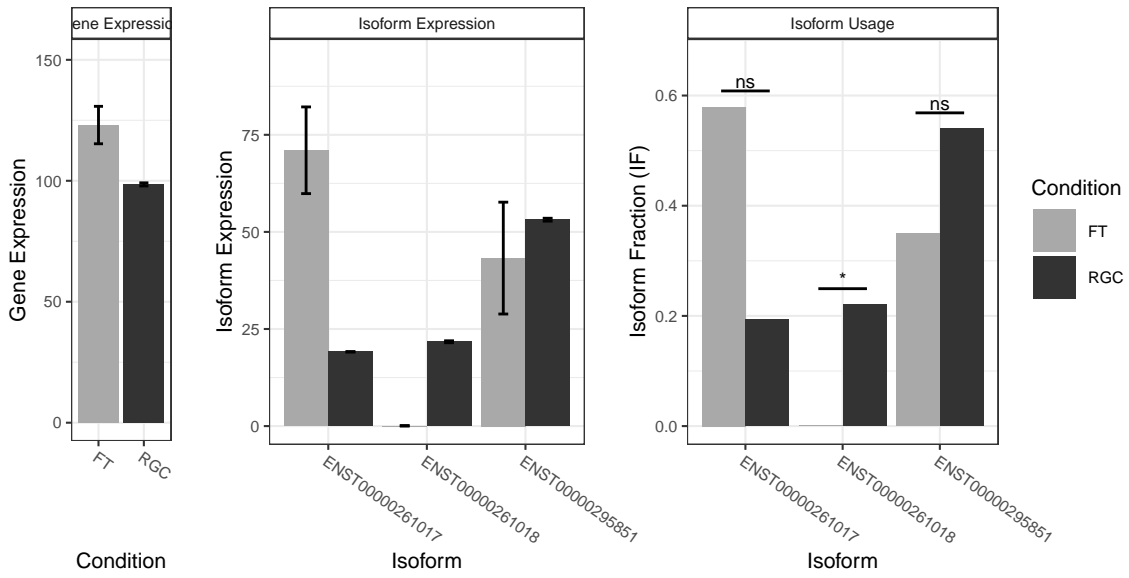 ene Expressio
Isoform Expression
Isoform Usage
Gene Expression
150
100
50
0
FT
RGC
Condition
Isoform Expression
75
50
25
0
ENST00000261017
ENST00000261018
ENST00000295851
Isoform
Isoform Fraction (IF)
0.6
0.4
0.2
0.0
ns
*
ns
ENST00000261017
ENST00000261018
ENST00000295851
Isoform
Condition
FT
RGC